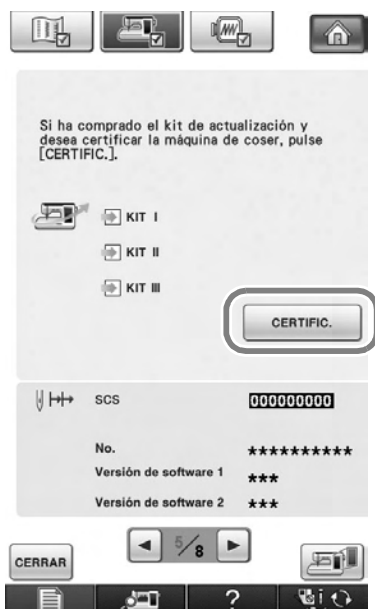 Si ha comprado el kit de actualización y
desea certificar la máquina de coser, pulse
[CERTIFIC.].
KIT I
KIT II
KIT III
CERTIFIC.
SCS 000000000
No. **********
Versión de software 1 ***
Versión de software 2 ***
5/8
CERRAR
?